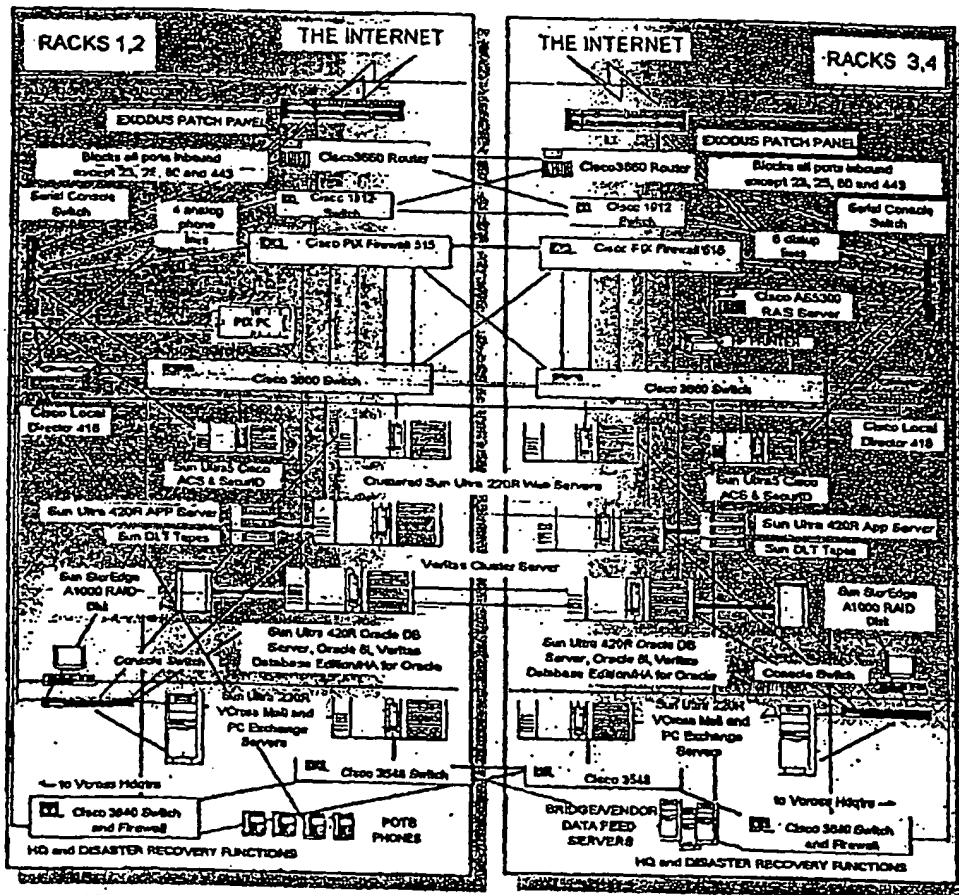 RACKS 1,2
THE INTERNET
EXODUS PATCH PANEL
Blocks all ports inbound
except 23, 25, 80 and 443
Cisco3660 Router
Serial Console
Switch
4 analog
phone
lines
Cisco 1912
Switch
Cisco PIX Firewall 515
PIX PC
Cisco 3500 Switch
Cisco Local
Director 416
Sun Ultra5 Cisco
ACS & SecurID
Clustered Sun Ultra 220R Web Servers
Sun Ultra 420R APP Server
Sun DLT Tapes
Veritas Cluster Server
Sun StorEdge
A1000 RAID
Disk
Sun Ultra 420R Oracle DB
Server, Oracle 8i, Veritas
Database Edition/HA for Oracle
Console Switch
Sun Ultra 220R
VCross Mail and
PC Exchange
Servers
Cisco 3548 Switch
to Vcross Hdqtrs
Cisco 3640 Switch
and Firewall
POTS
PHONES
HQ and DISASTER RECOVERY FUNCTIONS
THE INTERNET
RACKS 3,4
EXODUS PATCH PANEL
Blocks all ports inbound
except 23, 25, 80 and 443
Cisco3660 Router
Serial Console
Switch
Cisco 1912
Switch
6 dialup
lines
Cisco PIX Firewall 515
Cisco AS5300
RAS Server
HP PRINTER
Cisco 3500 Switch
Cisco Local
Director 416
Sun Ultra5 Cisco
ACS & SecurID
Sun Ultra 420R App Server
Sun DLT Tapes
Sun StorEdge
A1000 RAID
Disk
Sun Ultra 420R Oracle DB
Server, Oracle 8i, Veritas
Database Edition/HA for Oracle
Console Switch
Sun Ultra 220R
VCross Mail and
PC Exchange
Servers
Cisco 3548
to Vcross Hdqtrs
BRIDGE/VENDOR
DATA FEED
SERVERS
Cisco 3640 Switch
and Firewall
HQ and DISASTER RECOVERY FUNCTIONS